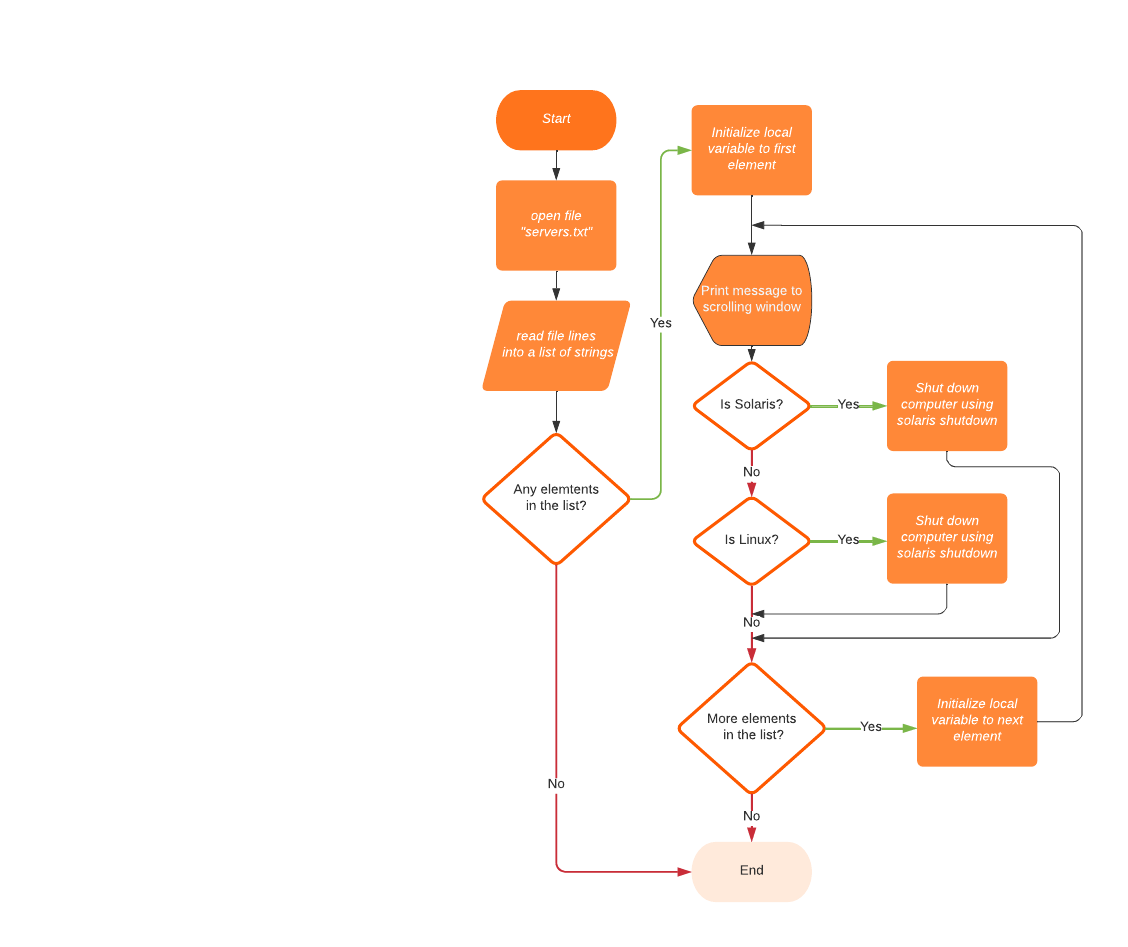 Start
open file
"servers.txt"
read file lines
into a list of strings
Any elemtents
in the list?
No
Yes
Initialize local
variable to first
element
Print message to
scrolling window
Is Solaris?
Yes
Shut down
computer using
solaris shutdown
No
Is Linux?
Yes
Shut down
computer using
solaris shutdown
No
More elements
in the list?
Yes
Initialize local
variable to next
element
No
End